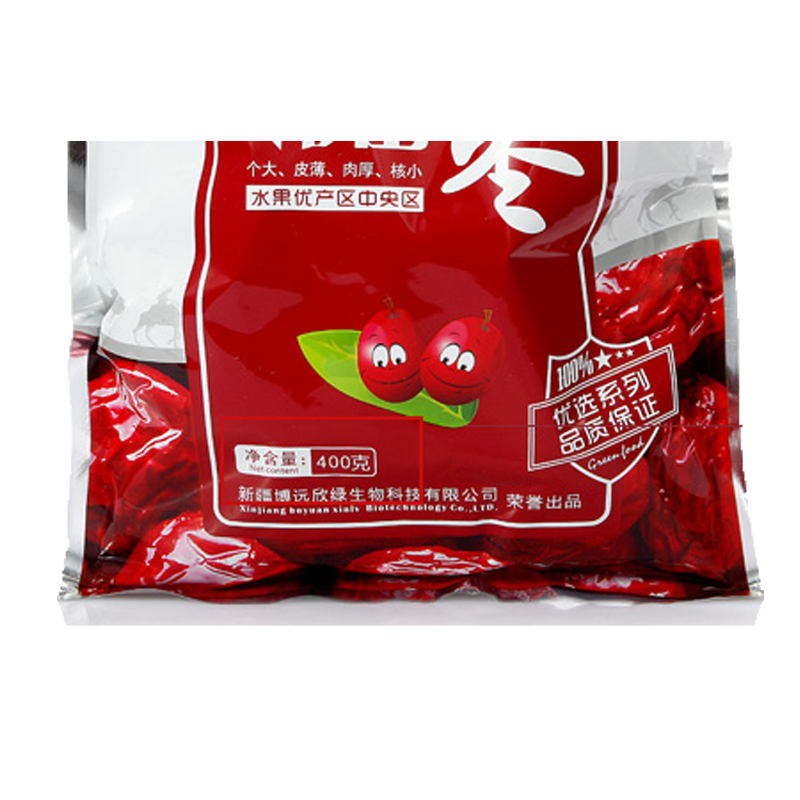 枣
个大、皮薄、肉厚、核小
水果优产区中央区
100%
优选系列
品质保证
Green food
净含量:
Net content
400克
新疆博远欣绿生物科技有限公司 荣誉出品
Xinjiang boyuan xinlv Biotechnology Co.,LTD.